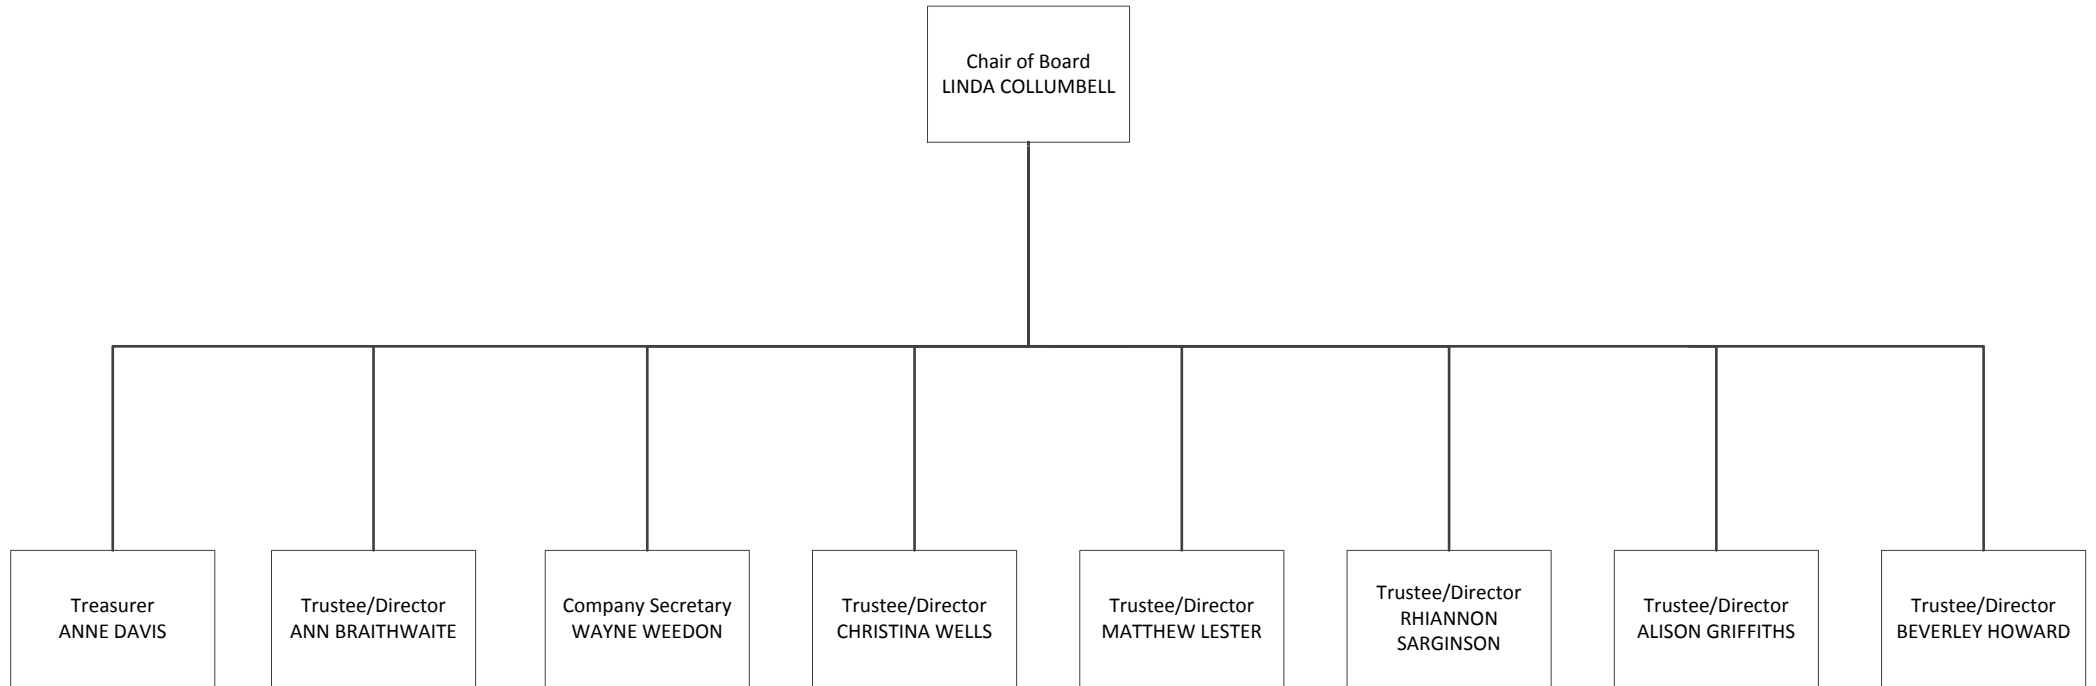 Chair of Board
LINDA COLLUMBELL
Treasurer
ANNE DAVIS
Trustee/Director
ANN BRAITHWAITE
Company Secretary
WAYNE WEEDON
Trustee/Director
CHRISTINA WELLS
Trustee/Director
MATTHEW LESTER
Trustee/Director
RHIANNON
SARGINSON
Trustee/Director
ALISON GRIFFITHS
Trustee/Director
BEVERLEY HOWARD